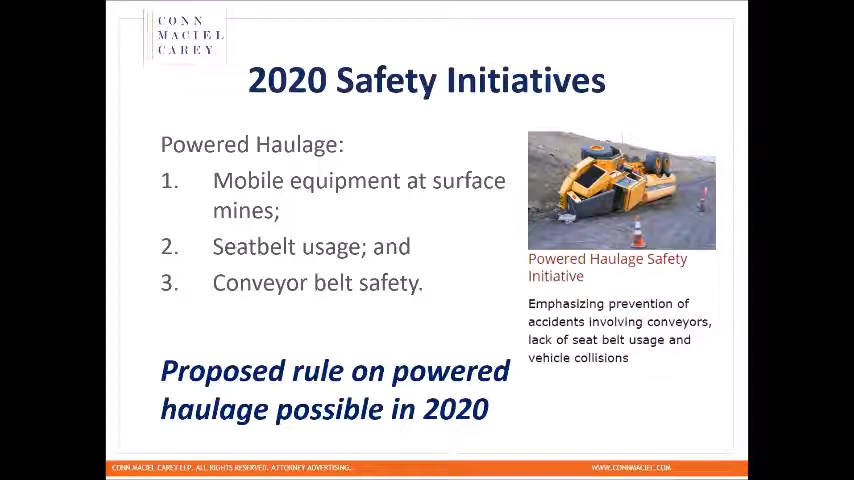 CONN
MACIEL
CAREY
2020 Safety Initiatives
Powered Haulage:
1. Mobile equipment at surface
mines;
2. Seatbelt usage; and
3. Conveyor belt safety.
Proposed rule on powered
haulage possible in 2020
Powered Haulage Safety
Initiative
Emphasizing prevention of
accidents involving conveyors,
lack of seat belt usage and
vehicle collisions
CONN MACIEL CAREY LLP. ALL RIGHTS RESERVED. ATTORNEY ADVERTISING.
WWW.CONNMACIEL.COM